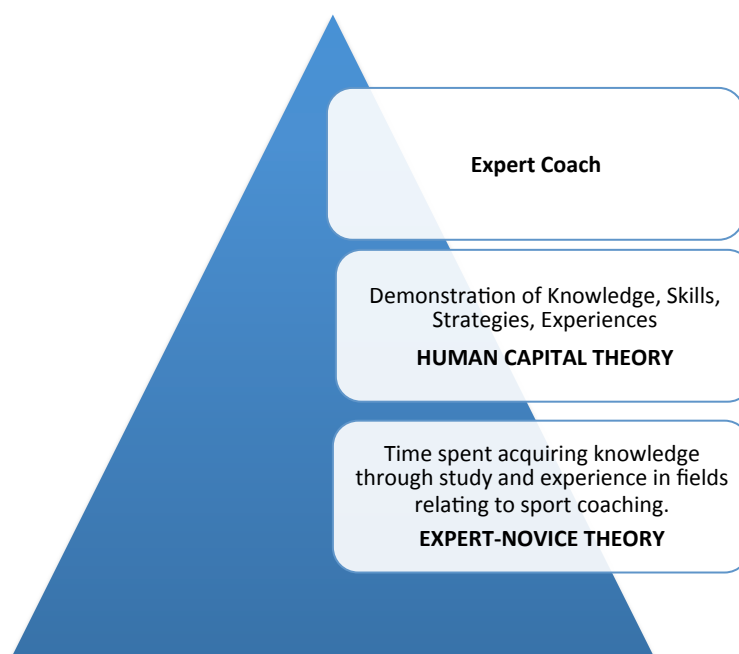 Expert Coach
Demonstration of Knowledge, Skills,
Strategies, Experiences
HUMAN CAPITAL THEORY
Time spent acquiring knowledge
through study and experience in fields
relating to sport coaching.
EXPERT-NOVICE THEORY